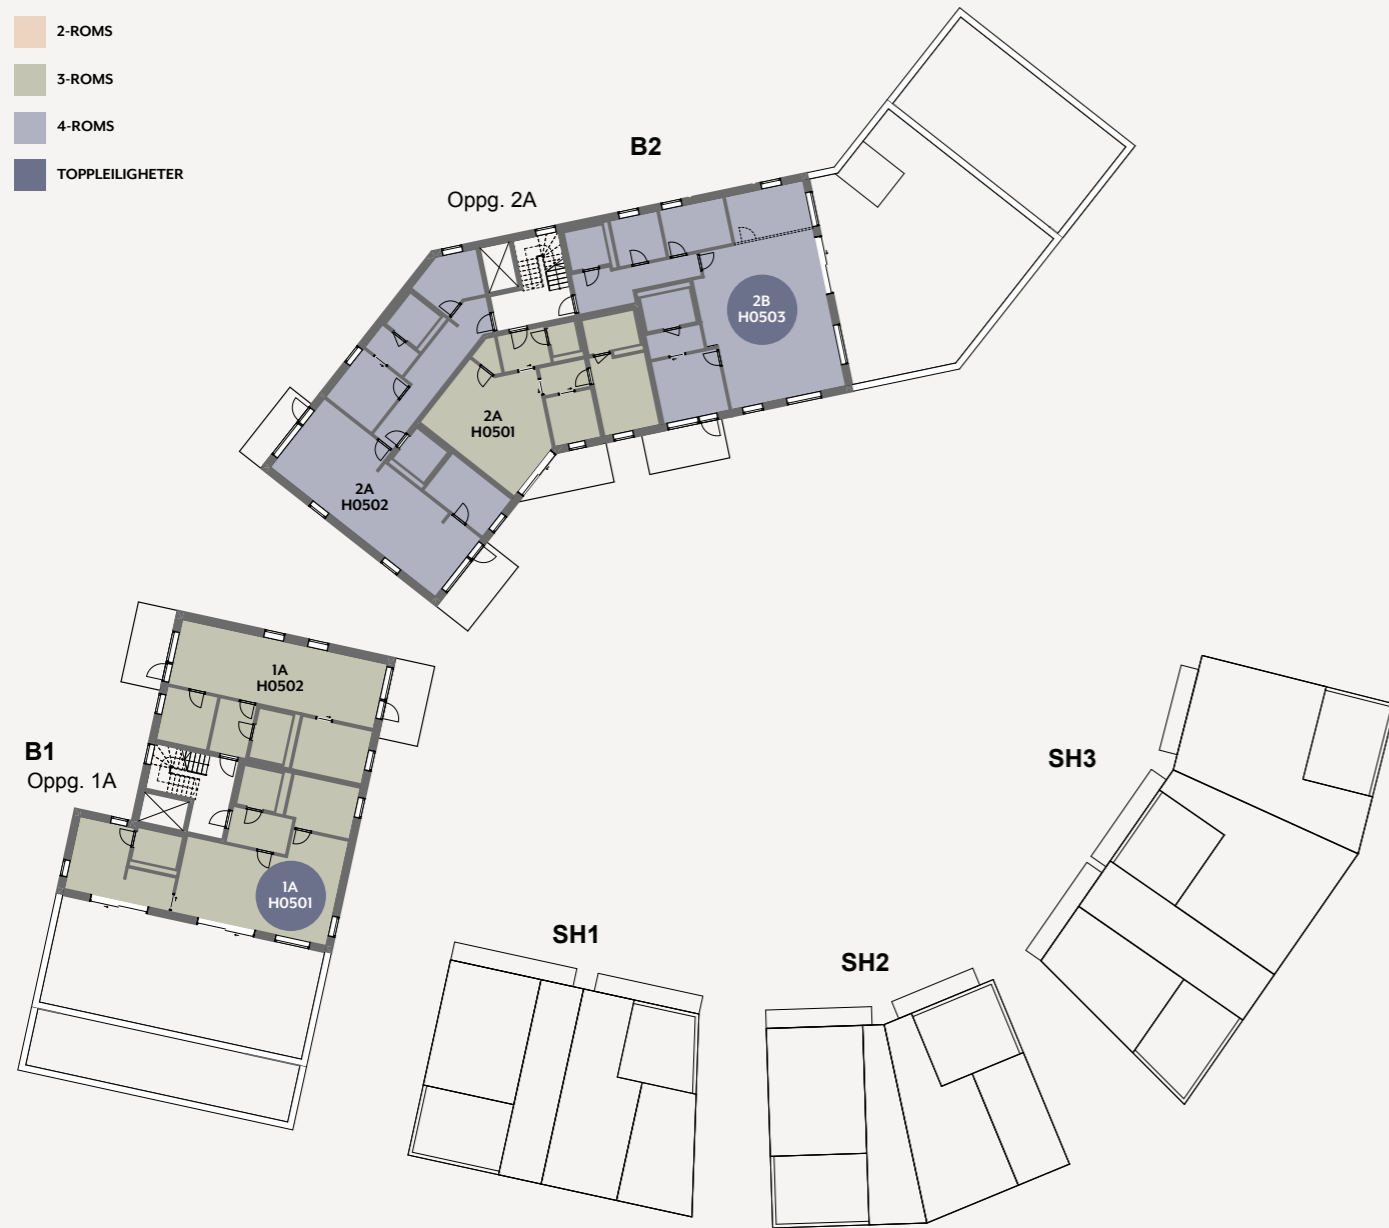 2-ROMS
3-ROMS
4-ROMS
TOPPLEILIGHETER
B2
Oppg. 2A
2B
H0503
2A
H0501
2A
H0502
1A
H0502
B1
Oppg. 1A
1A
H0501
SH1
SH2
SH3